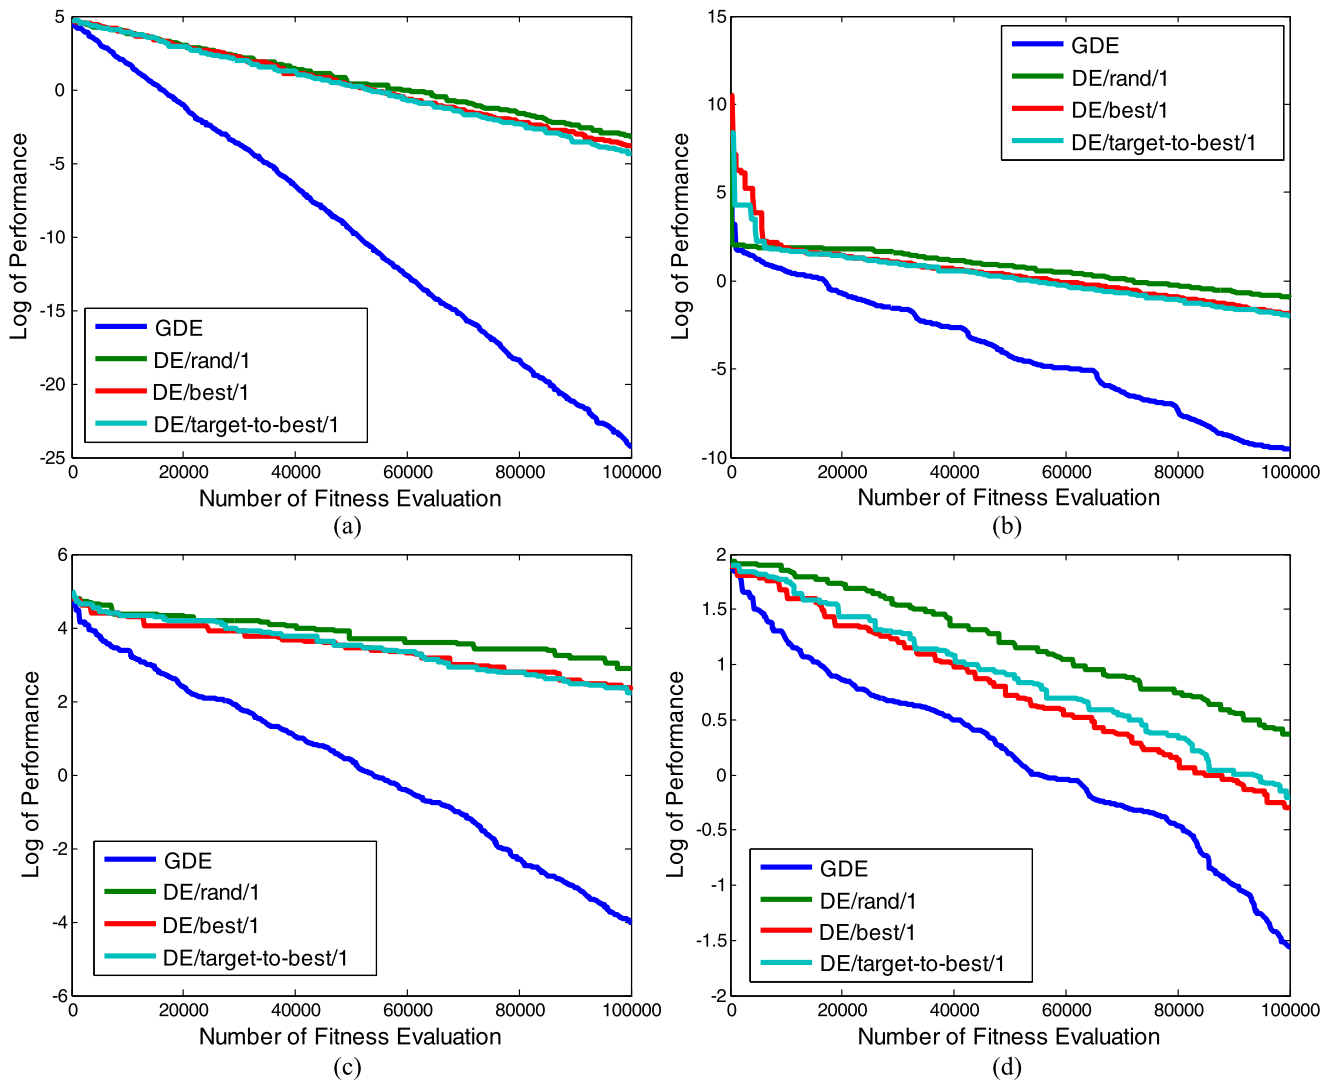 5
0
-5
-10
-15
-20
-25
Log of Performance
GDE
DE/rand/1
DE/best/1
DE/target-to-best/1
0 20000 40000 60000 80000 100000
Number of Fitness Evaluation
(a)
15
10
5
0
-5
-10
Log of Performance
GDE
DE/rand/1
DE/best/1
DE/target-to-best/1
0 20000 40000 60000 80000 100000
Number of Fitness Evaluation
(b)
6
4
2
0
-2
-4
-6
Log of Performance
GDE
DE/rand/1
DE/best/1
DE/target-to-best/1
0 20000 40000 60000 80000 100000
Number of Fitness Evaluation
(c)
2
1.5
1
0.5
0
-0.5
-1
-1.5
-2
Log of Performance
GDE
DE/rand/1
DE/best/1
DE/target-to-best/1
0 20000 40000 60000 80000 100000
Number of Fitness Evaluation
(d)